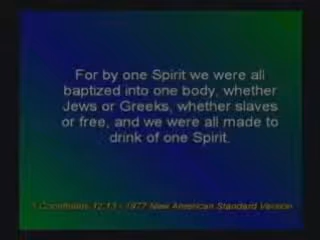 For by one Spirit we were all
baptized into one body, whether
Jews or Greeks, whether slaves
or free, and we were all made to
drink of one Spirit.
1 Corinthians 12:13 - 1977 New American Standard Version